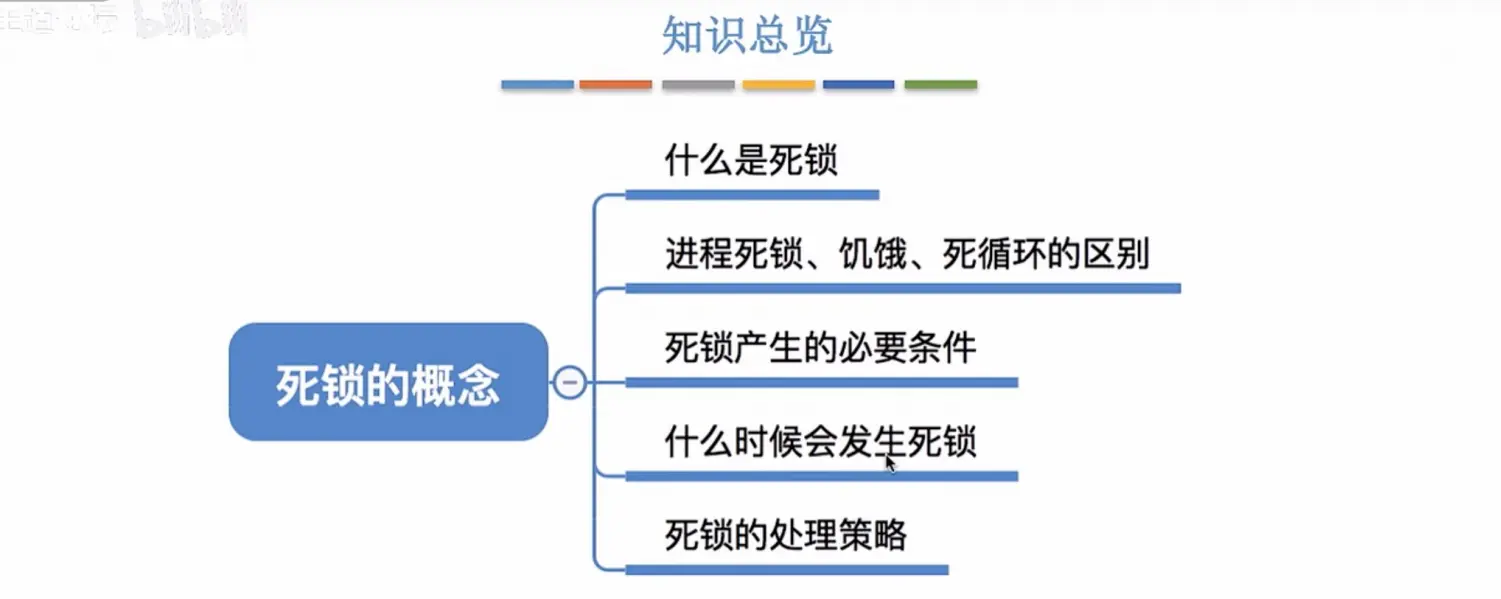 知识总览
什么是死锁
进程死锁、饥饿、死循环的区别
死锁产生的必要条件
死锁的概念
什么时候会发生死锁
死锁的处理策略